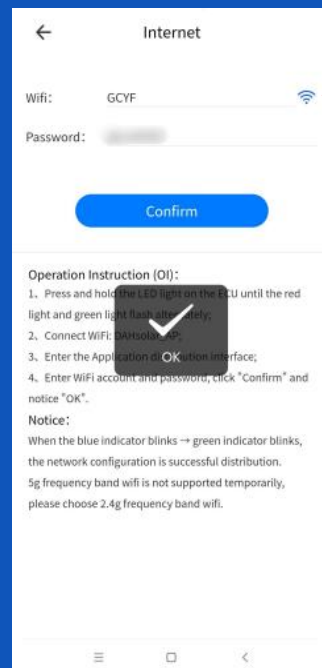 Internet
Wifi: GCYF
Password:
Confirm
Operation Instruction (OI):
1、Press and hold the LED light on the ECU until the red
light and green light flash alternately;
2、Connect WiFi: DAHsolar_AP;
3、Enter the Application distribution interface;
OK
4、Enter WiFi account and password, click "Confirm" and
notice "OK".
Notice:
When the blue indicator blinks → green indicator blinks,
the network configuration is successful distribution.
5g frequency band wifi is not supported temporarily,
please choose 2.4g frequency band wifi.